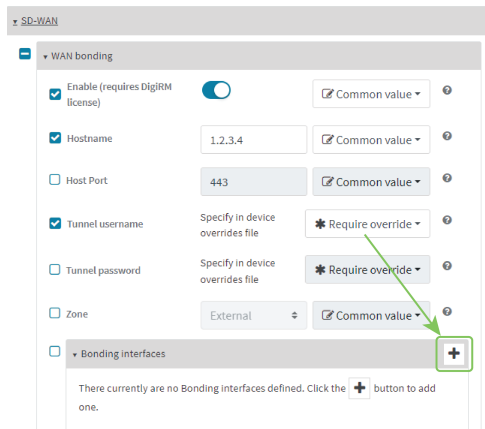 SD-WAN
WAN bonding
Enable (requires DigiRM
license)
Common value
Hostname
1.2.3.4
Common value
Host Port
443
Common value
Tunnel username
Specify in device
overrides file
Require override
Tunnel password
Specify in device
overrides file
Require override
Zone
External
Common value
Bonding interfaces
There currently are no Bonding interfaces defined. Click the + button to add
one.